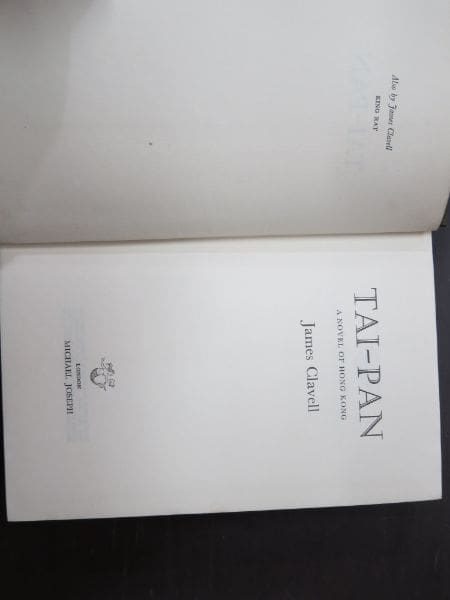 Also by James Clavell
KING RAT
TAI-PAN
A NOVEL OF HONG KONG
James Clavell
LONDON
MICHAEL JOSEPH